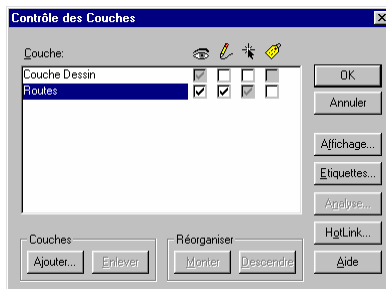 Contrôle des Couches
Couche:
Couche Dessin
Routes
OK
Annuler
Affichage...
Etiquettes...
Analyse...
HotLink...
Aide
Couches
Ajouter...
Enlever
Réorganiser
Monter
Descendre